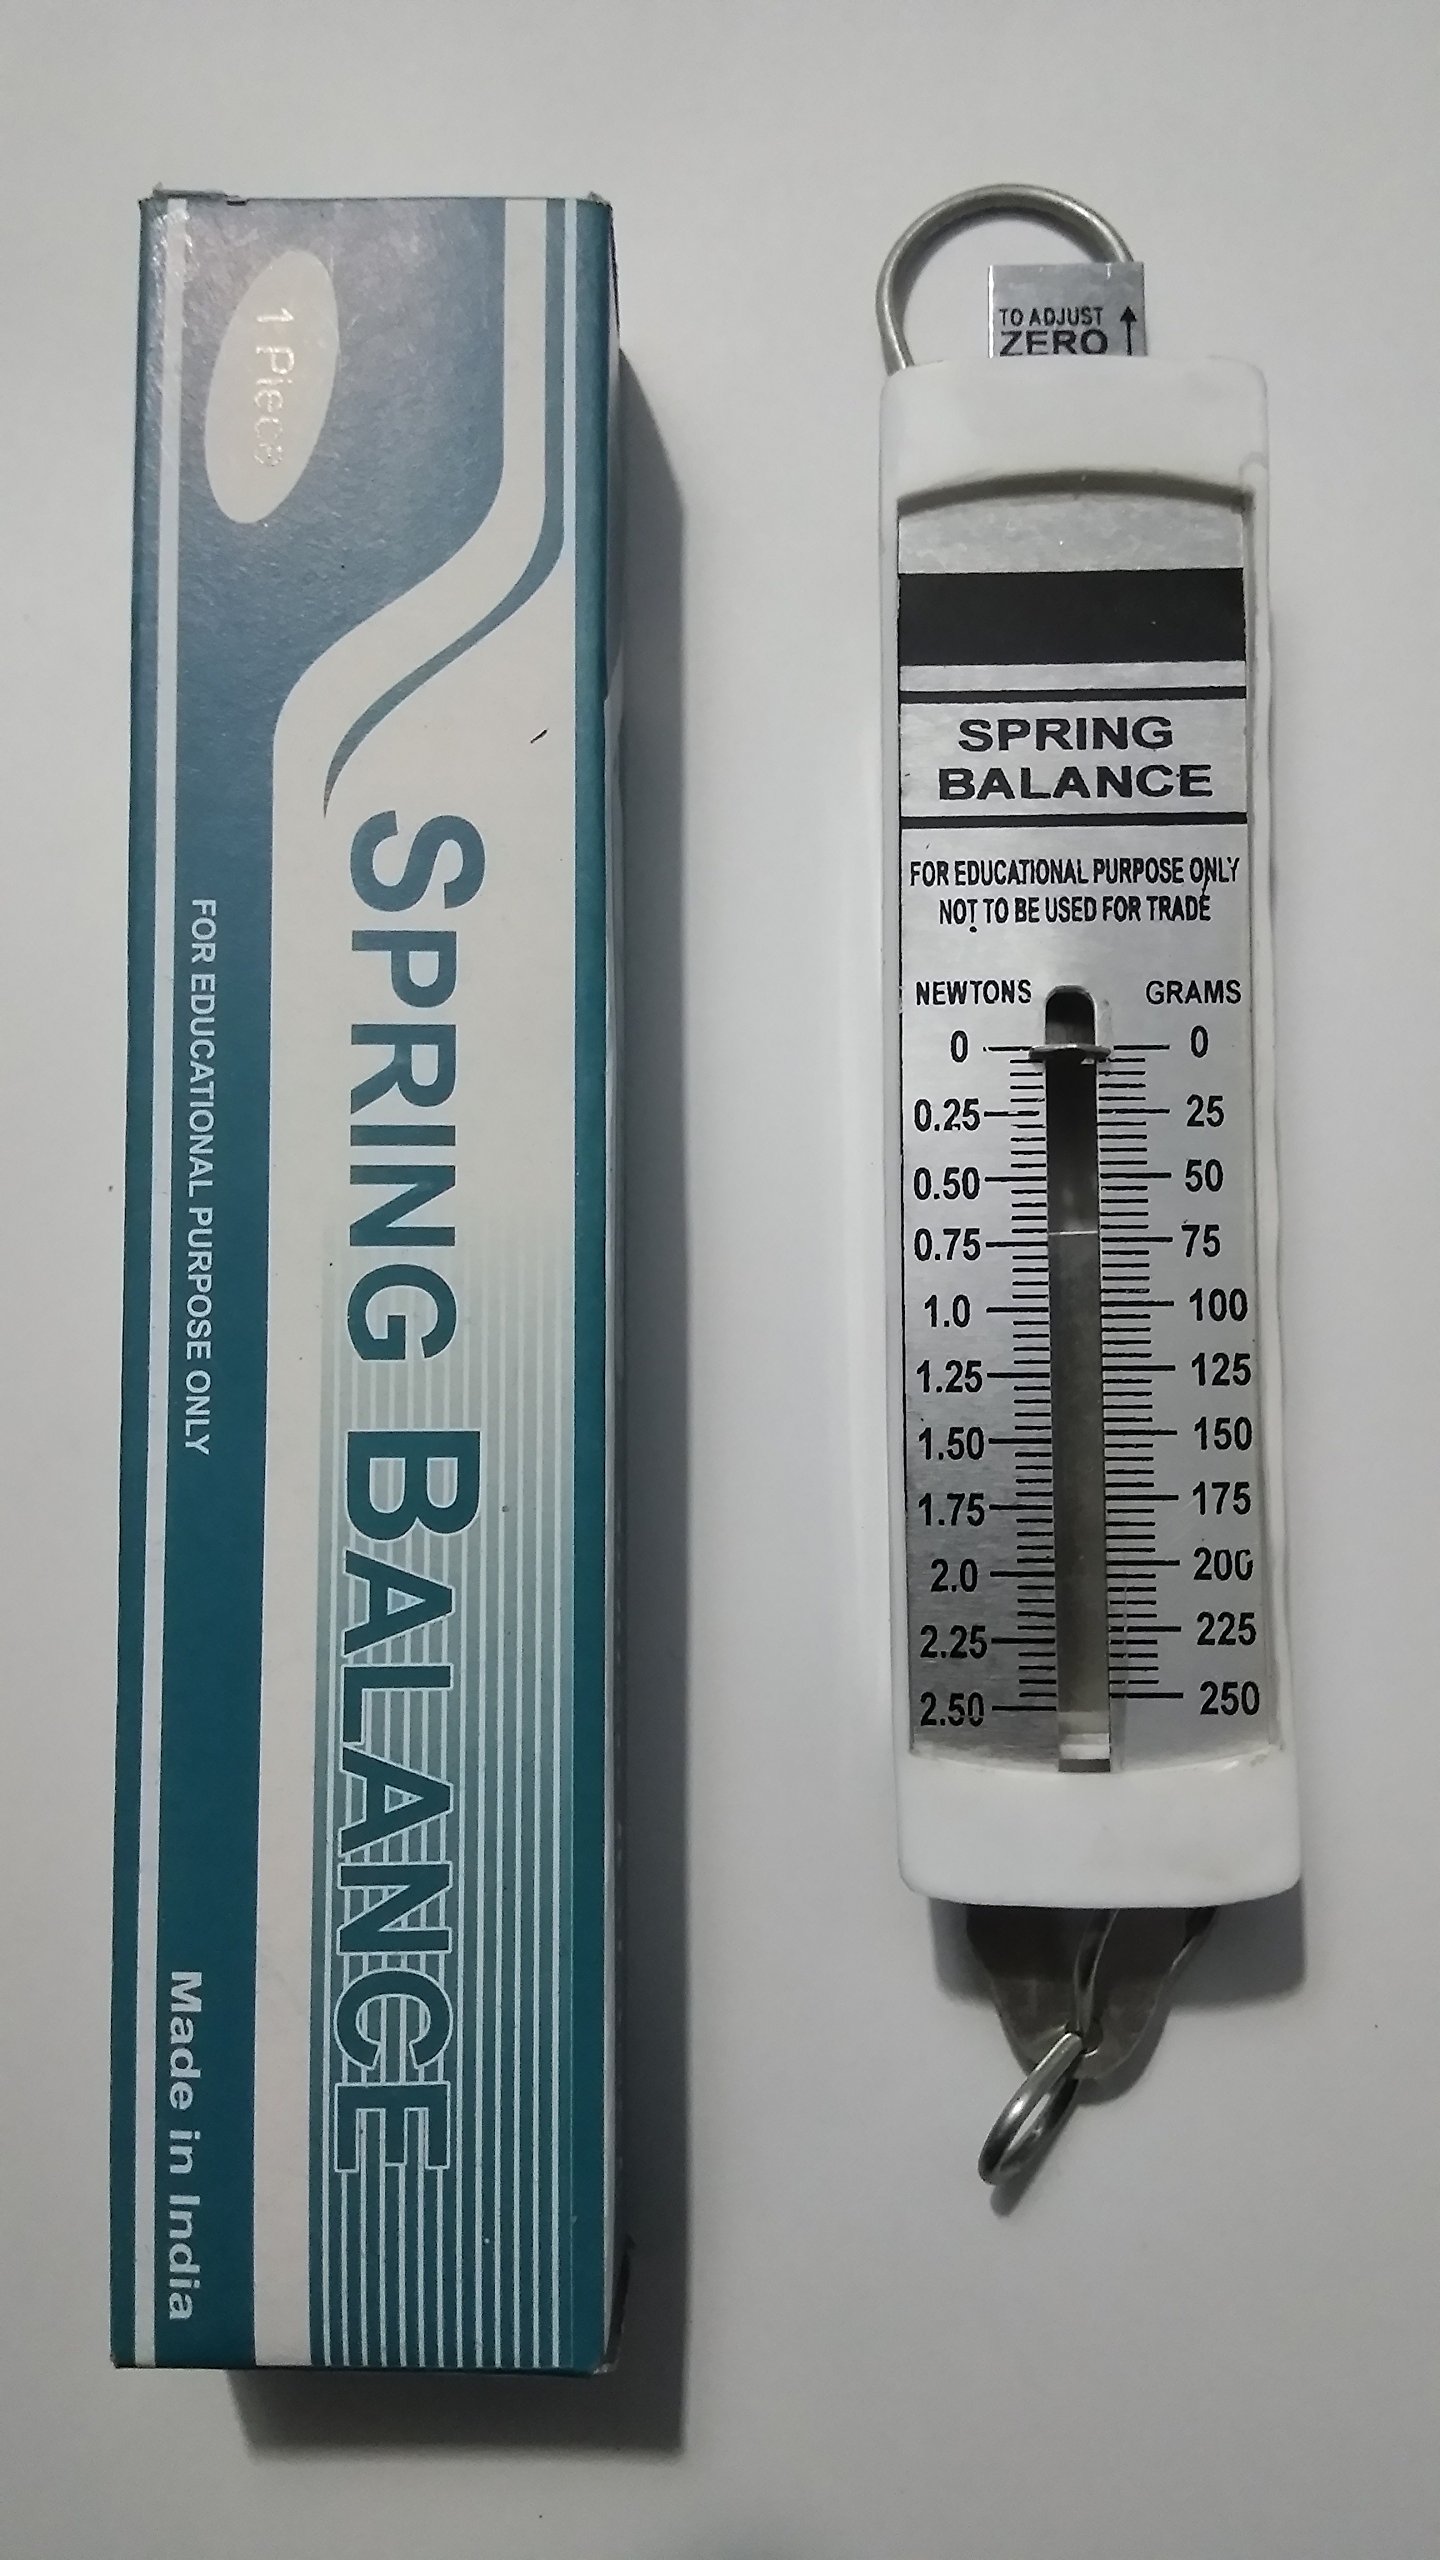 1 Piece
SPRING BALANCE
FOR EDUCATIONAL PURPOSE ONLY
Made in India
TO ADJUST
ZERO
SPRING
BALANCE
FOR EDUCATIONAL PURPOSE ONLY
NOT TO BE USED FOR TRADE
NEWTONS GRAMS
0 0
0.25 25
0.50 50
0.75 75
1.0 100
1.25 125
1.50 150
1.75 175
2.0 200
2.25 225
2.50 250